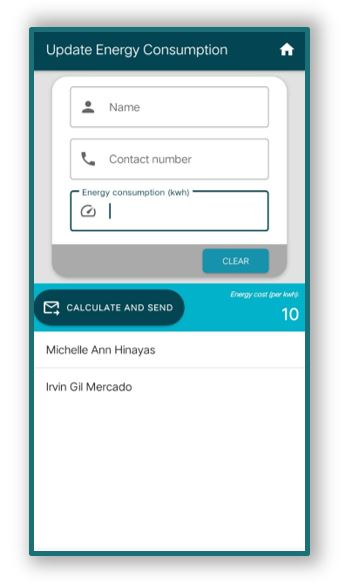 Update Energy Consumption
Name
Contact number
Energy consumption (kwh)
CLEAR
CALCULATE AND SEND
Energy cost (per kwh):
10
Michelle Ann Hinayas
Irvin Gil Mercado